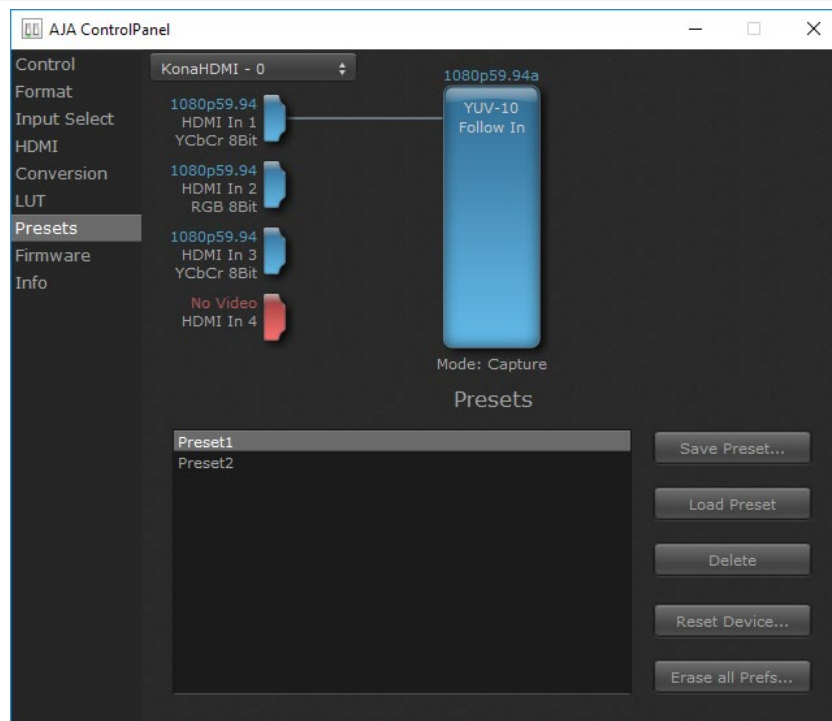 AJA ControlPanel
Control
Format
Input Select
HDMI
Conversion
LUT
Presets
Firmware
Info
KonaHDMI - 0
1080p59.94
HDMI In 1
YCbCr 8Bit
1080p59.94
HDMI In 2
RGB 8Bit
1080p59.94
HDMI In 3
YCbCr 8Bit
No Video
HDMI In 4
1080p59.94a
YUV-10
Follow In
Mode: Capture
Presets
Preset1
Preset2
Save Preset...
Load Preset
Delete
Reset Device...
Erase all Prefs...